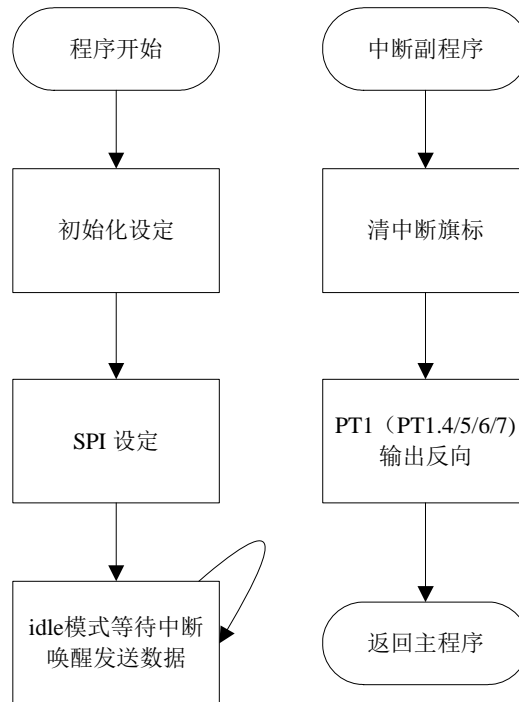 程序开始
初始化设定
SPI 设定
idle模式等待中断
唤醒发送数据
中断副程序
清中断旗标
PT1（PT1.4/5/6/7)
输出反向
返回主程序